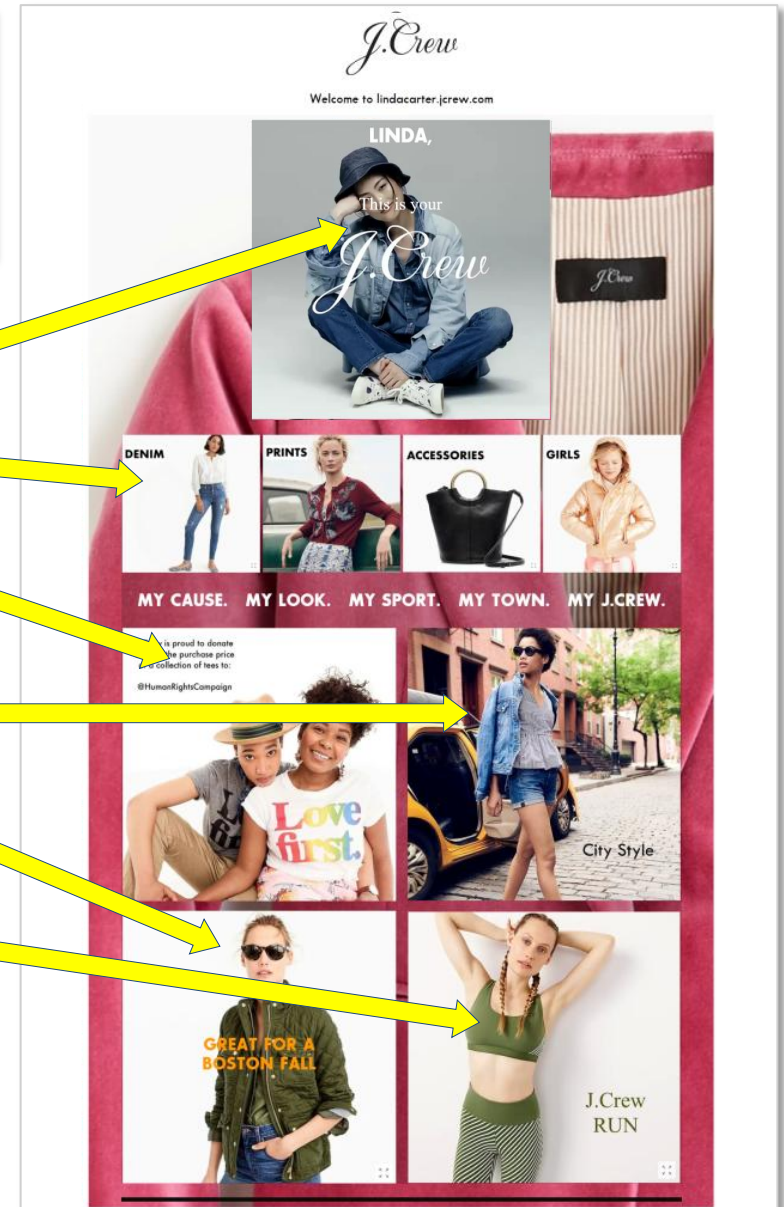 J.Crew
Welcome to lindacarter.jcrew.com
LINDA,
This is your
J.Crew
J.Crew
DENIM
PRINTS
ACCESSORIES
GIRLS
MY CAUSE. MY LOOK. MY SPORT. MY TOWN. MY J.CREW.
is proud to donate
he purchase price
collection of tees to:
@HumanRightsCampaign
Love
first.
City Style
GREAT FOR A
BOSTON FALL
J.Crew
RUN